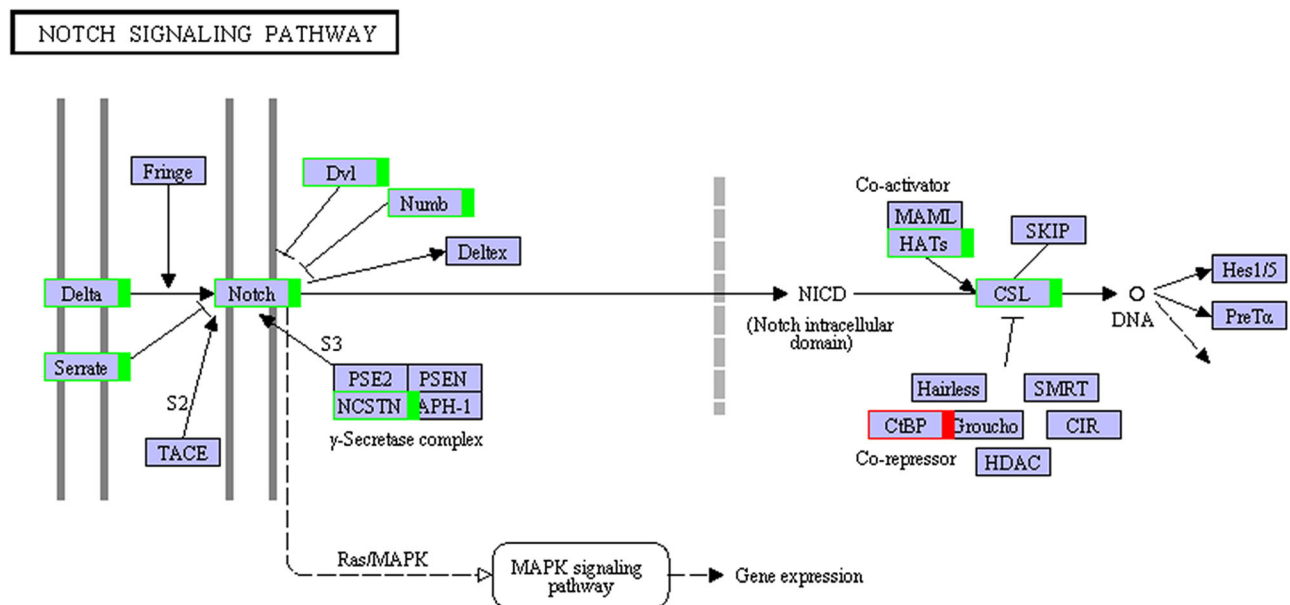 NOTCH SIGNALING PATHWAY
Fringe
Dvl
Numb
Deltex
Delta
Notch
Serrate
S2
TACE
S3
PSE2 PSEN
NCSTN APH-1
γ-Secretase complex
NICD
(Notch intracellular
domain)
Co-activator
MAML
HATs
SKIP
CSL
DNA
Hes1/5
PreTα
Hairless
SMRT
CtBP
Groucho
CIR
Co-repressor
HDAC
Ras/MAPK
MAPK signaling
pathway
Gene expression